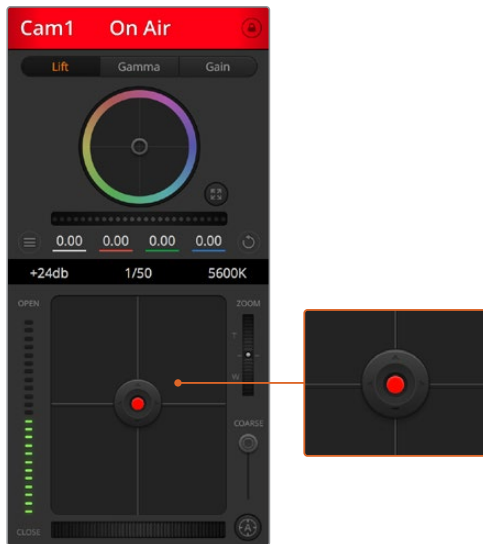 Cam1 On Air
Lift Gamma Gain
0.00 0.00 0.00 0.00
+24db 1/50 5600K
OPEN ZOOM
T
W
COARSE
A
CLOSE